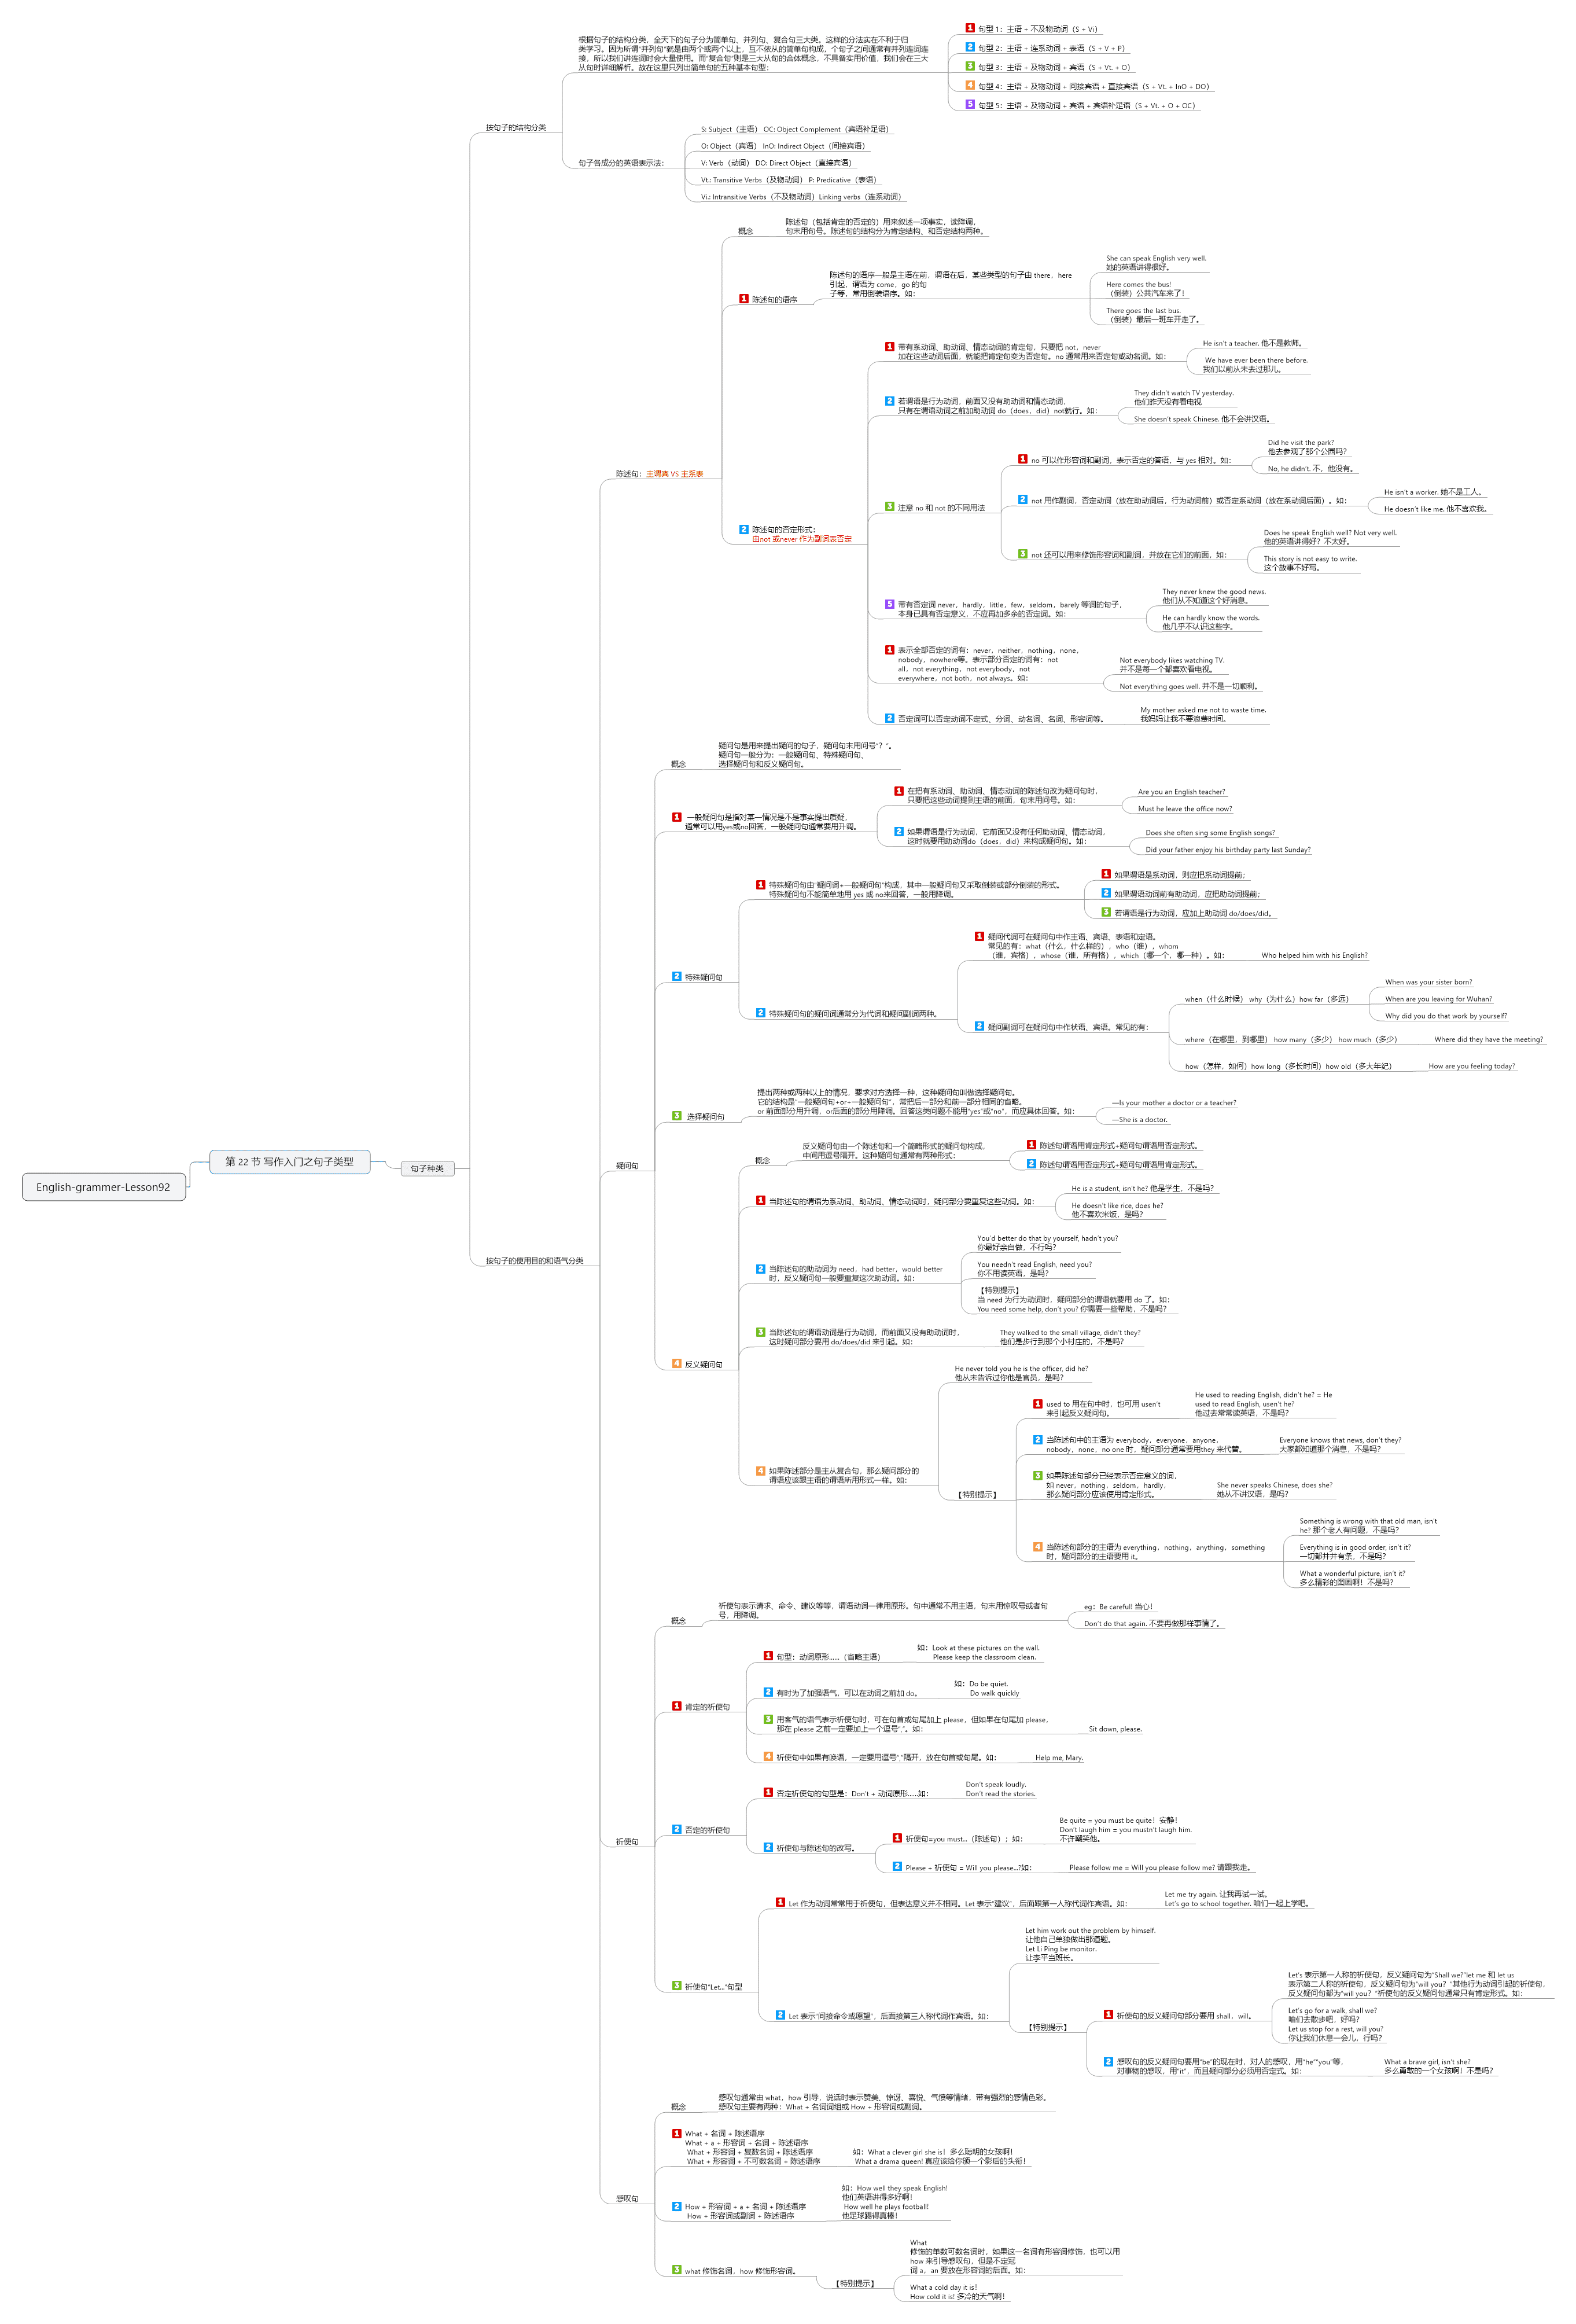 English-grammer-Lesson92
第 22 节 写作入门之句子类型
句子种类
按句子的结构分类
根据句子的结构分类，全天下的句子分为简单句、并列句、复合句三大类。这样的分法实在不利于归
类学习。因为所谓“并列句”就是由两个或两个以上，互不依从的简单句构成，个句子之间通常有并列连词连
接，所以我们讲连词时会大量使用。而“复合句”则是三大从句的合体概念，不具备实用价值，我们会在三大
从句时详细解析。故在这里只列出简单句的五种基本句型：
1 句型 1：主语 + 不及物动词（S + Vi）
2 句型 2：主语 + 连系动词 + 表语（S + V + P）
3 句型 3：主语 + 及物动词 + 宾语（S + Vt. + O）
4 句型 4：主语 + 及物动词 + 间接宾语 + 直接宾语（S + Vt. + InO + DO）
5 句型 5：主语 + 及物动词 + 宾语 + 宾语补足语（S + Vt. + O + OC）
句子各成分的英语表示法：
S: Subject（主语） OC: Object Complement（宾语补足语）
O: Object（宾语） InO: Indirect Object（间接宾语）
V: Verb（动词） DO: Direct Object（直接宾语）
Vt.: Transitive Verbs（及物动词） P: Predicative（表语）
Vi.: Intransitive Verbs（不及物动词）Linking verbs（连系动词）
按句子的使用目的和语气分类
陈述句：主谓宾 VS 主系表
概念
陈述句（包括肯定的否定的）用来叙述一项事实，读降调，
句末用句号。陈述句的结构分为肯定结构、和否定结构两种。
1 陈述句的语序
陈述句的语序一般是主语在前，谓语在后，某些类型的句子由 there，here
引起，谓语为 come，go 的句
子等，常用倒装语序。如：
She can speak English very well.
她的英语讲得很好。
Here comes the bus!
（倒装）公共汽车来了！
There goes the last bus.
（倒装）最后一班车开走了。
2 陈述句的否定形式：
由not 或never 作为副词表否定
1 带有系动词、助动词、情态动词的肯定句，只要把 not，never
加在这些动词后面，就能把肯定句变为否定句。no 通常用来否定句或动名词。如：
He isn't a teacher. 他不是教师。
We have ever been there before.
我们以前从未去过那儿。
2 若谓语是行为动词，前面又没有助动词和情态动词，
只有在谓语动词之前加助动词 do（does，did）not就行。如：
They didn't watch TV yesterday.
他们昨天没有看电视
She doesn't speak Chinese. 他不会讲汉语。
3 注意 no 和 not 的不同用法
1 no 可以作形容词和副词，表示否定的答语，与 yes 相对。如：
Did he visit the park?
他去参观了那个公园吗？
No, he didn't. 不，他没有。
2 not 用作副词，否定动词（放在助动词后，行为动词前）或否定系动词（放在系动词后面）。如：
He isn't a worker. 她不是工人。
He doesn't like me. 他不喜欢我。
3 not 还可以用来修饰形容词和副词，并放在它们的前面，如：
Does he speak English well? Not very well.
他的英语讲得好？不太好。
This story is not easy to write.
这个故事不好写。
5 带有否定词 never，hardly，little，few，seldom，barely 等词的句子，
本身已具有否定意义，不应再加多余的否定词。如：
They never knew the good news.
他们从不知道这个好消息。
He can hardly know the words.
他几乎不认识这些字。
1 表示全部否定的词有：never，neither，nothing，none，
nobody，nowhere等。表示部分否定的词有：not
all，not everything，not everybody，not
everywhere，not both，not always。如：
Not everybody likes watching TV.
并不是每一个都喜欢看电视。
Not everything goes well. 并不是一切顺利。
2 否定词可以否定动词不定式、分词、动名词、名词、形容词等。
My mother asked me not to waste time.
我妈妈让我不要浪费时间。
疑问句
概念
疑问句是用来提出疑问的句子，疑问句末用问号“？”。
疑问句一般分为：一般疑问句、特殊疑问句、
选择疑问句和反义疑问句。
1 一般疑问句是指对某一情况是不是事实提出质疑，
通常可以用yes或no回答，一般疑问句通常要用升调。
1 在把有系动词、助动词、情态动词的陈述句改为疑问句时，
只要把这些动词提到主语的前面，句末用问号。如：
Are you an English teacher?
Must he leave the office now?
2 如果谓语是行为动词，它前面又没有任何助动词、情态动词，
这时就要用助动词do（does，did）来构成疑问句。如：
Does she often sing some English songs?
Did your father enjoy his birthday party last Sunday?
2 特殊疑问句
1 特殊疑问句由“疑问词+一般疑问句”构成，其中一般疑问句又采取倒装或部分倒装的形式。
特殊疑问句不能简单地用 yes 或 no来回答，一般用降调。
1 如果谓语是系动词，则应把系动词提前；
2 如果谓语动词前有助动词，应把助动词提前；
3 若谓语是行为动词，应加上助动词 do/does/did。
2 特殊疑问句的疑问词通常分为代词和疑问副词两种。
1 疑问代词可在疑问句中作主语、宾语、表语和定语。
常见的有：what（什么，什么样的），who（谁），whom
（谁，宾格），whose（谁，所有格），which（哪一个，哪一种）。如：
Who helped him with his English?
2 疑问副词可在疑问句中作状语、宾语。常见的有：
when（什么时候） why（为什么）how far（多远）
When was your sister born?
When are you leaving for Wuhan?
Why did you do that work by yourself?
where（在哪里，到哪里） how many（多少） how much（多少）
Where did they have the meeting?
how（怎样，如何）how long（多长时间）how old（多大年纪）
How are you feeling today?
3 选择疑问句
提出两种或两种以上的情况，要求对方选择一种，这种疑问句叫做选择疑问句。
它的结构是“一般疑问句+or+一般疑问句”，常把后一部分和前一部分相同的省略。
or 前面部分用升调，or后面的部分用降调。回答这类问题不能用“yes”或“no”，而应具体回答。如：
—Is your mother a doctor or a teacher?
—She is a doctor.
4 反义疑问句
概念
反义疑问句由一个陈述句和一个简略形式的疑问句构成，
中间用逗号隔开。这种疑问句通常有两种形式：
1 陈述句谓语用肯定形式+疑问句谓语用否定形式。
2 陈述句谓语用否定形式+疑问句谓语用肯定形式。
1 当陈述句的谓语为系动词、助动词、情态动词时，疑问部分要重复这些动词。如：
He is a student, isn't he? 他是学生，不是吗？
He doesn't like rice, does he?
他不喜欢米饭，是吗？
2 当陈述句的助动词为 need，had better，would better
时，反义疑问句一般要重复这次助动词。如：
You'd better do that by yourself, hadn't you?
你最好亲自做，不行吗？
You needn't read English, need you?
你不用读英语，是吗？
【特别提示】
当 need 为行为动词时，疑问部分的谓语就要用 do 了。如：
You need some help, don't you? 你需要一些帮助，不是吗？
3 当陈述句的谓语动词是行为动词，而前面又没有助动词时，
这时疑问部分要用 do/does/did 来引起。如：
They walked to the small village, didn't they?
他们是步行到那个小村庄的，不是吗？
4 如果陈述部分是主从复合句，那么疑问部分的
谓语应该跟主语的谓语所用形式一样。如：
He never told you he is the officer, did he?
他从未告诉过你他是官员，是吗？
【特别提示】
1 used to 用在句中时，也可用 usen't
来引起反义疑问句。
He used to reading English, didn't he? = He
used to read English, usen't he?
他过去常常读英语，不是吗？
2 当陈述句中的主语为 everybody，everyone，anyone，
nobody，none，no one 时，疑问部分通常要用they 来代替。
Everyone knows that news, don't they?
大家都知道那个消息，不是吗？
3 如果陈述句部分已经表示否定意义的词，
如 never，nothing，seldom，hardly，
那么疑问部分应该使用肯定形式。
She never speaks Chinese, does she?
她从不讲汉语，是吗？
4 当陈述句部分的主语为 everything，nothing，anything，something
时，疑问部分的主语要用 it。
Something is wrong with that old man, isn't
he? 那个老人有问题，不是吗？
Everything is in good order, isn't it?
一切都井井有条，不是吗？
What a wonderful picture, isn't it?
多么精彩的图画啊！不是吗？
祈使句
概念
祈使句表示请求、命令、建议等等，谓语动词一律用原形。句中通常不用主语，句末用惊叹号或者句
号，用降调。
eg：Be careful! 当心！
Don't do that again. 不要再做那样事情了。
1 肯定的祈使句
1 句型：动词原形……（省略主语）
如：Look at these pictures on the wall.
Please keep the classroom clean.
2 有时为了加强语气，可以在动词之前加 do。
如：Do be quiet.
Do walk quickly
3 用客气的语气表示祈使句时，可在句首或句尾加上 please，但如果在句尾加 please，
那在 please 之前一定要加上一个逗号“,”。如：
Sit down, please.
4 祈使句中如果有称语，一定要用逗号“,”隔开，放在句首或句尾。如：
Help me, Mary.
2 否定的祈使句
1 否定祈使句的句型是：Don't + 动词原形……如：
Don't speak loudly.
Don't read the stories.
2 祈使句与陈述句的改写。
1 祈使句=you must...（陈述句）；如：
Be quite = you must be quite！安静！
Don't laugh him = you mustn't laugh him.
不许嘲笑他。
2 Please + 祈使句 = Will you please...?如：
Please follow me = Will you please follow me? 请跟我走。
3 祈使句“Let...”句型
1 Let 作为动词常常用于祈使句，但表达意义并不相同。Let 表示“建议”，后面跟第一人称代词作宾语。如：
Let me try again. 让我再试一试。
Let's go to school together. 咱们一起上学吧。
2 Let 表示“间接命令或愿望”，后面接第三人称代词作宾语。如：
Let him work out the problem by himself.
让他自己单独做出那道题。
Let Li Ping be monitor.
让李平当班长。
【特别提示】
1 祈使句的反义疑问句部分要用 shall，will。
Let's 表示第一人称的祈使句，反义疑问句为“Shall we?”let me 和 let us
表示第二人称的祈使句，反义疑问句为“will you？”其他行为动词引起的祈使句，
反义疑问句都为“will you？”祈使句的反义疑问句通常只有肯定形式。如：
Let's go for a walk, shall we?
咱们去散步吧，好吗？
Let us stop for a rest, will you?
你让我们休息一会儿，行吗？
2 感叹句的反义疑问句要用“be”的现在时，对人的感叹，用“he”“you”等，
对事物的感叹，用“it”，而且疑问部分必须用否定式。如：
What a brave girl, isn't she?
多么勇敢的一个女孩啊！不是吗？
感叹句
概念
感叹句通常由 what，how 引导，说话时表示赞美、惊讶、喜悦、气愤等情绪，带有强烈的感情色彩。
感叹句主要有两种：What + 名词词组或 How + 形容词或副词。
1 What + 名词 + 陈述语序
What + a + 形容词 + 名词 + 陈述语序
What + 形容词 + 复数名词 + 陈述语序
What + 形容词 + 不可数名词 + 陈述语序
如：What a clever girl she is！多么聪明的女孩啊！
What a drama queen! 真应该给你颁一个影后的头衔！
2 How + 形容词 + a + 名词 + 陈述语序
How + 形容词或副词 + 陈述语序
如：How well they speak English!
他们英语讲得多好啊！
How well he plays football!
他足球踢得真棒！
3 what 修饰名词，how 修饰形容词。
【特别提示】
What
修饰的单数可数名词时，如果这一名词有形容词修饰，也可以用
how 来引导感叹句，但是不定冠
词 a，an 要放在形容词的后面。如：
What a cold day it is!
How cold it is! 多冷的天气啊！